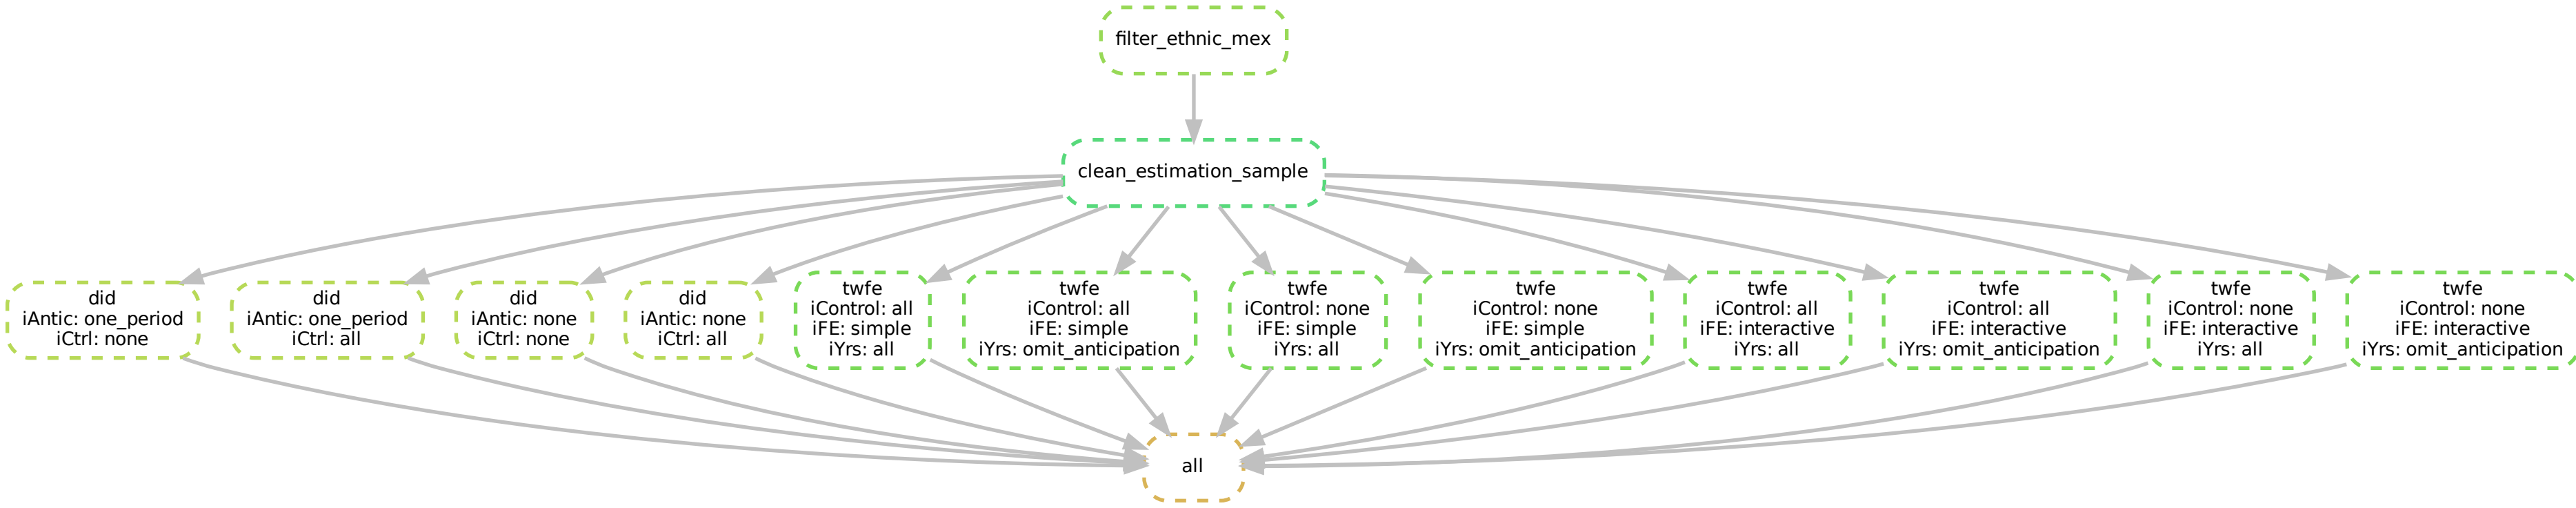 filter_ethnic_mex
clean_estimation_sample
did
iAntic: one_period
iCtrl: none
did
iAntic: one_period
iCtrl: all
did
iAntic: none
iCtrl: none
did
iAntic: none
iCtrl: all
twfe
iControl: all
iFE: simple
iYrs: all
twfe
iControl: all
iFE: simple
iYrs: omit_anticipation
twfe
iControl: none
iFE: simple
iYrs: all
twfe
iControl: none
iFE: simple
iYrs: omit_anticipation
twfe
iControl: all
iFE: interactive
iYrs: all
twfe
iControl: all
iFE: interactive
iYrs: omit_anticipation
twfe
iControl: none
iFE: interactive
iYrs: all
twfe
iControl: none
iFE: interactive
iYrs: omit_anticipation
all